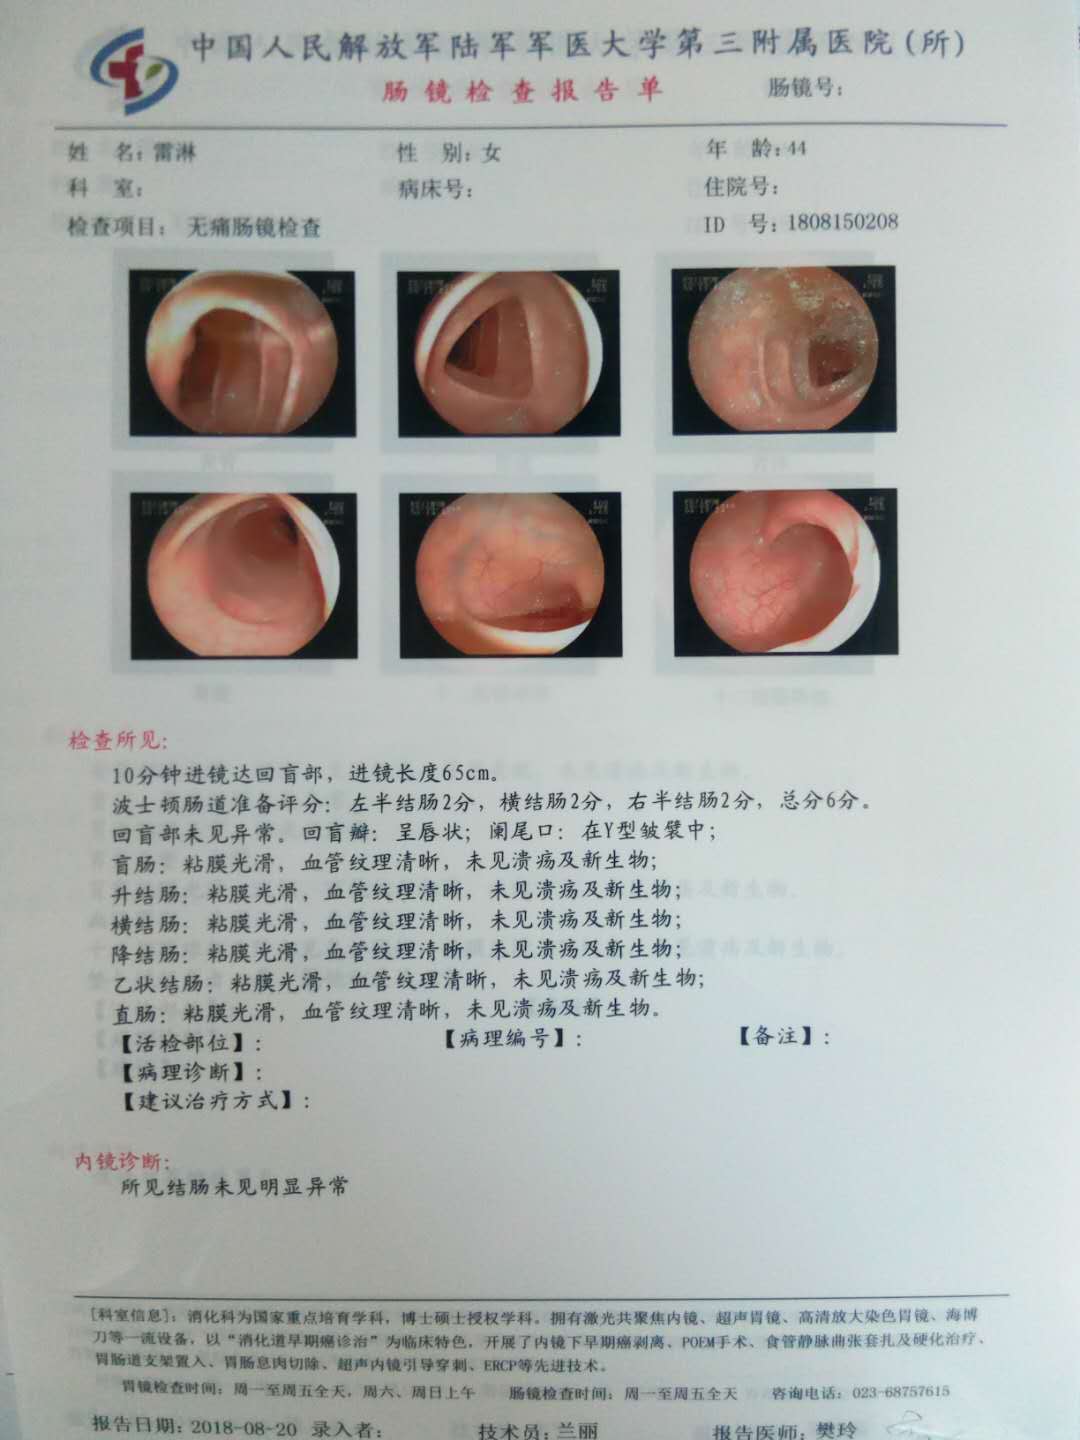 中国人民解放军陆军军医大学第三附属医院(所)
肠镜检查报告单 肠镜号:
姓 名:雷淋 性 别:女 年 龄:44
科 室: 病床号: 住院号:
检查项目: 无痛肠镜检查 ID 号:1808150208
检查所见:
10分钟进镜达回盲部，进镜长度65cm。
波士顿肠道准备评分：左半结肠2分，横结肠2分，右半结肠2分，总分6分。
回盲部未见异常。回盲瓣：呈唇状；阑尾口：在Y型皱襞中；
盲肠：粘膜光滑，血管纹理清晰，未见溃疡及新生物；
升结肠：粘膜光滑，血管纹理清晰，未见溃疡及新生物；
横结肠：粘膜光滑，血管纹理清晰，未见溃疡及新生物；
降结肠：粘膜光滑，血管纹理清晰，未见溃疡及新生物；
乙状结肠：粘膜光滑，血管纹理清晰，未见溃疡及新生物；
直肠：粘膜光滑，血管纹理清晰，未见溃疡及新生物。
【活检部位】: 【病理编号】: 【备注】:
【病理诊断】:
【建议治疗方式】:
内镜诊断:
所见结肠未见明显异常
[科室信息]：消化科为国家重点培育学科，博士硕士授权学科。拥有激光共聚焦内镜、超声胃镜、高清放大染色胃镜、海博
刀等一流设备，以“消化道早期癌诊治”为临床特色，开展了内镜下早期癌剥离、POEM手术、食管静脉曲张套扎及硬化治疗、
胃肠道支架置入、胃肠息肉切除、超声内镜引导穿刺、ERCP等先进技术。
胃镜检查时间：周一至周五全天，周六、周日上午 肠镜检查时间：周一至周五全天 咨询电话：023-68757615
报告日期:2018-08-20 录入者: 技术员:兰丽 报告医师:樊玲